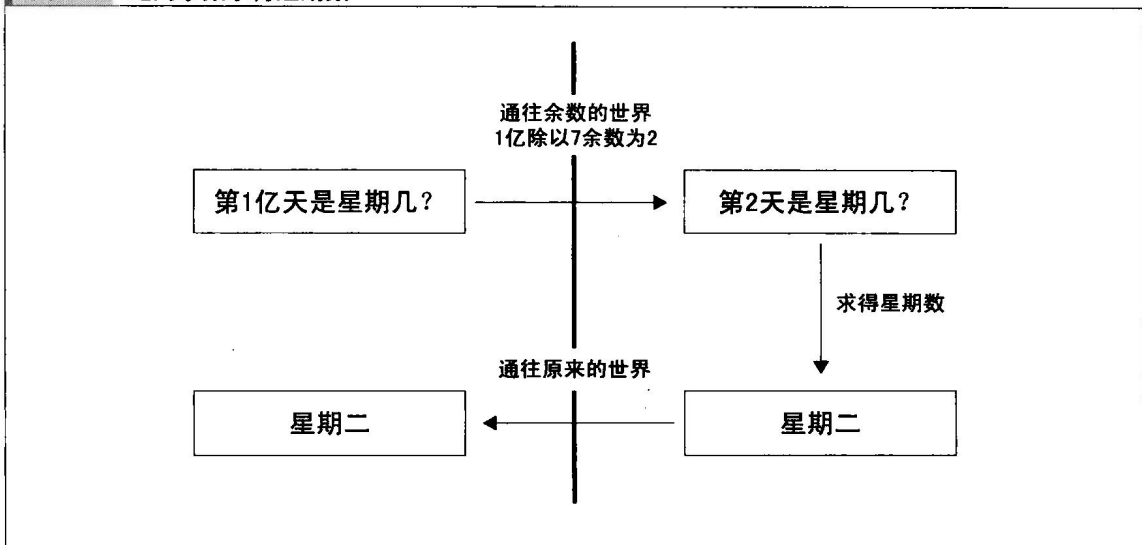 通往余数的世界
1亿除以7余数为2
第1亿天是星期几?
第2天是星期几?
求得星期数
通往原来的世界
星期二
星期二